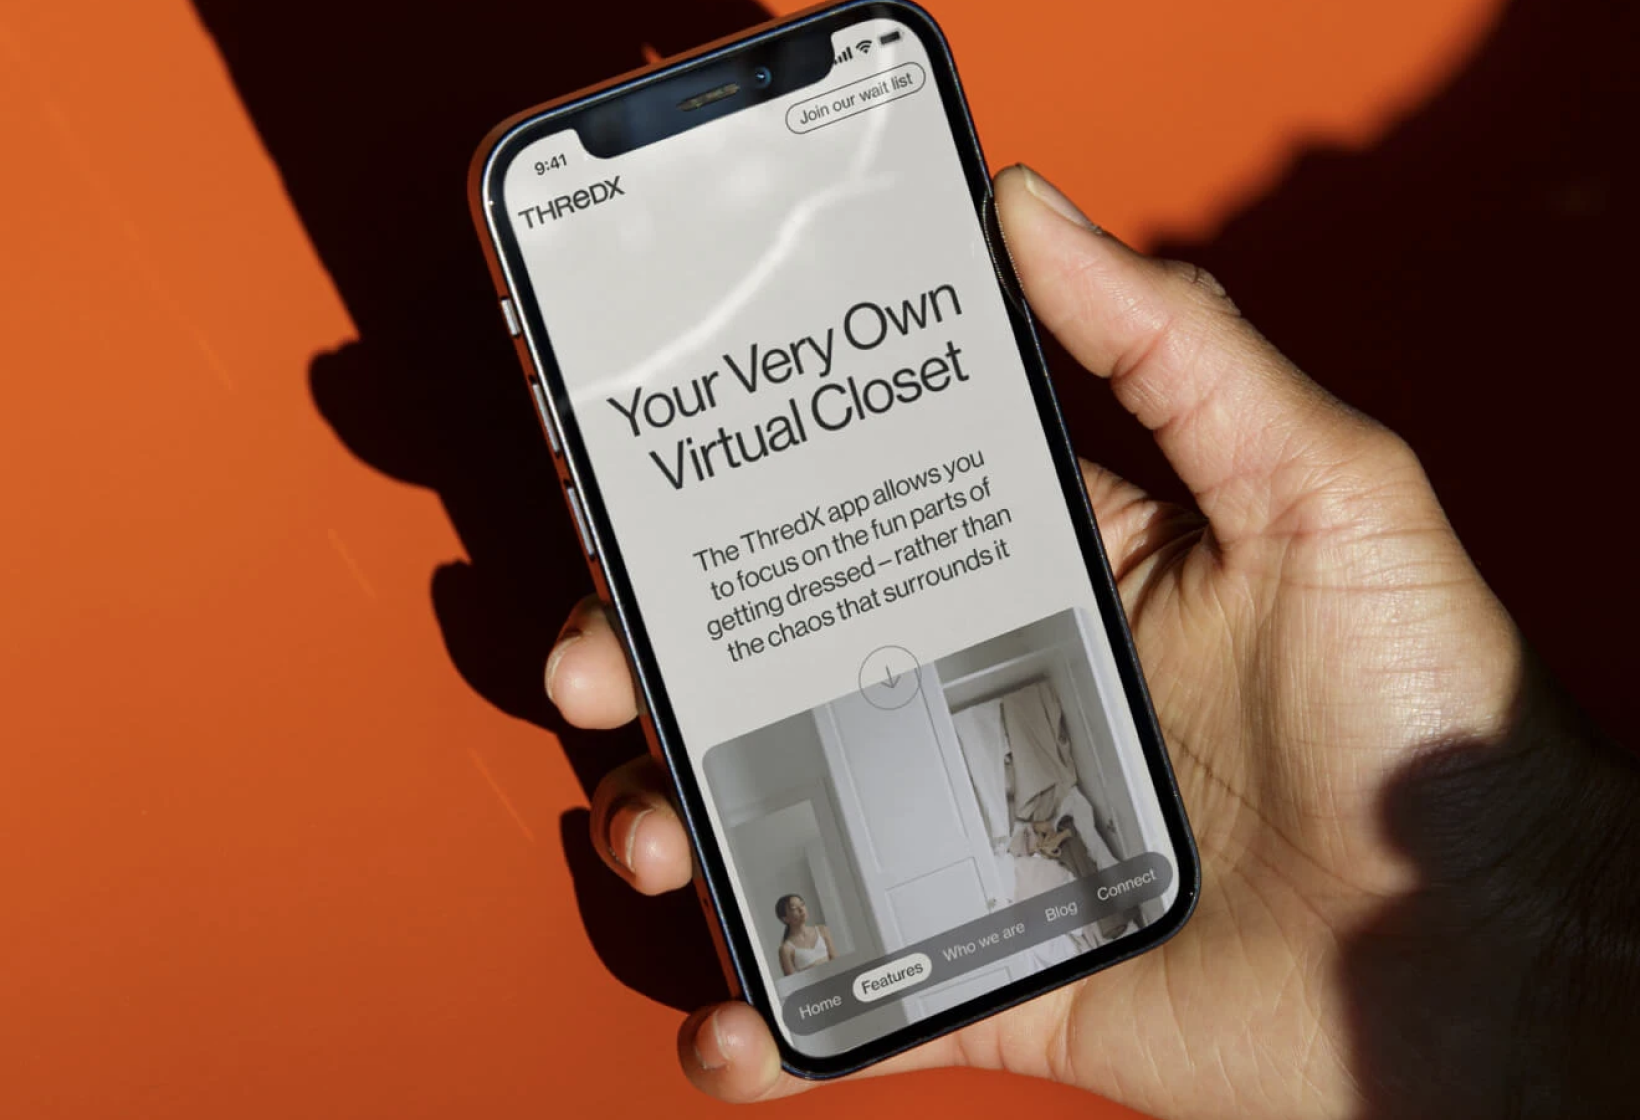 9:41
THReDX
Join our wait list
Your Very Own
Virtual Closet
The ThredX app allows you
to focus on the fun parts of
getting dressed – rather than
the chaos that surrounds it
Home Features Who we are Blog Connect